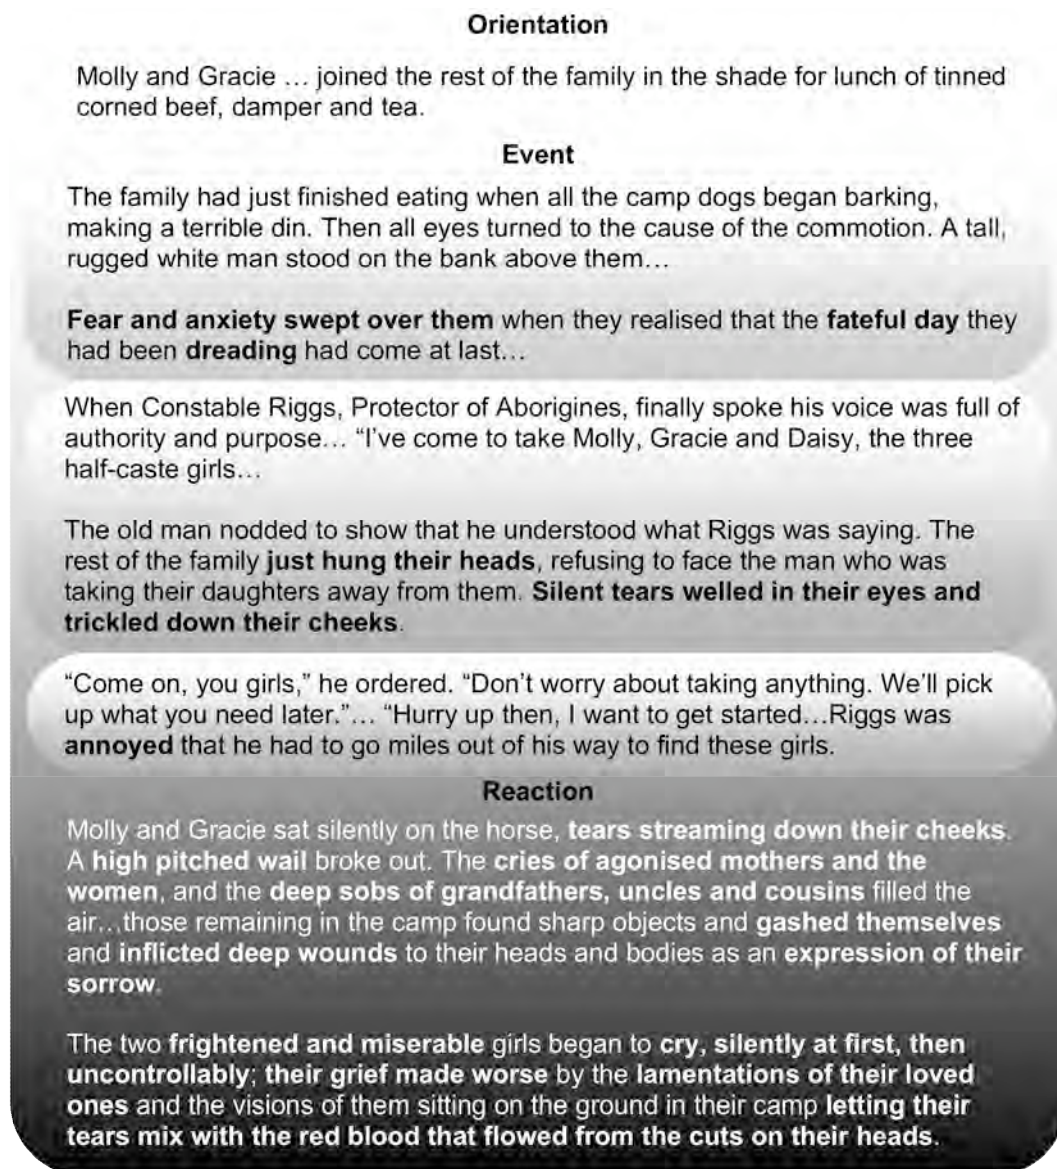 Orientation
Molly and Gracie … joined the rest of the family in the shade for lunch of tinned
corned beef, damper and tea.
Event
The family had just finished eating when all the camp dogs began barking,
making a terrible din. Then all eyes turned to the cause of the commotion. A tall,
rugged white man stood on the bank above them…
Fear and anxiety swept over them when they realised that the fateful day they
had been dreading had come at last…
When Constable Riggs, Protector of Aborigines, finally spoke his voice was full of
authority and purpose… “I’ve come to take Molly, Gracie and Daisy, the three
half-caste girls…
The old man nodded to show that he understood what Riggs was saying. The
rest of the family just hung their heads, refusing to face the man who was
taking their daughters away from them. Silent tears welled in their eyes and
trickled down their cheeks.
“Come on, you girls,” he ordered. “Don’t worry about taking anything. We’ll pick
up what you need later.”… “Hurry up then, I want to get started…Riggs was
annoyed that he had to go miles out of his way to find these girls.
Reaction
Molly and Gracie sat silently on the horse, tears streaming down their cheeks.
A high pitched wail broke out. The cries of agonised mothers and the
women, and the deep sobs of grandfathers, uncles and cousins filled the
air…those remaining in the camp found sharp objects and gashed themselves
and inflicted deep wounds to their heads and bodies as an expression of their
sorrow.
The two frightened and miserable girls began to cry, silently at first, then
uncontrollably; their grief made worse by the lamentations of their loved
ones and the visions of them sitting on the ground in their camp letting their
tears mix with the red blood that flowed from the cuts on their heads.